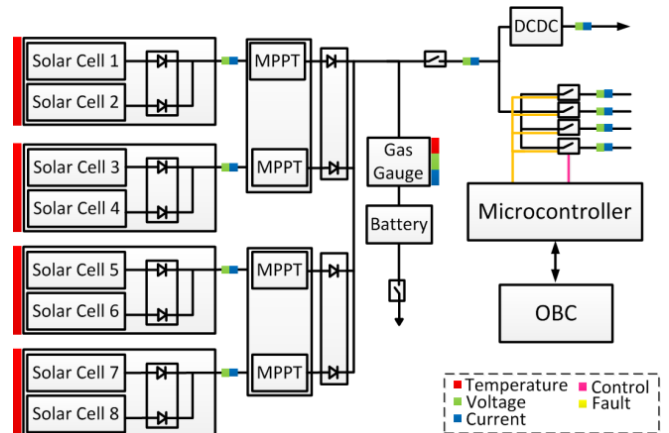 Solar Cell 1
Solar Cell 2
Solar Cell 3
Solar Cell 4
Solar Cell 5
Solar Cell 6
Solar Cell 7
Solar Cell 8
MPPT
MPPT
MPPT
MPPT
Gas
Gauge
Battery
DCDC
Microcontroller
OBC
Temperature
Voltage
Current
Control
Fault